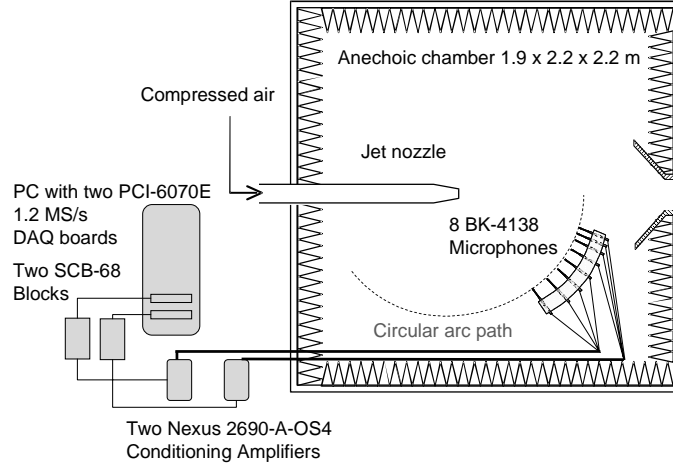 Anechoic chamber 1.9 x 2.2 x 2.2 m
Compressed air
Jet nozzle
PC with two PCI-6070E
1.2 MS/s
DAQ boards
8 BK-4138
Microphones
Two SCB-68
Blocks
Circular arc path
Two Nexus 2690-A-OS4
Conditioning Amplifiers